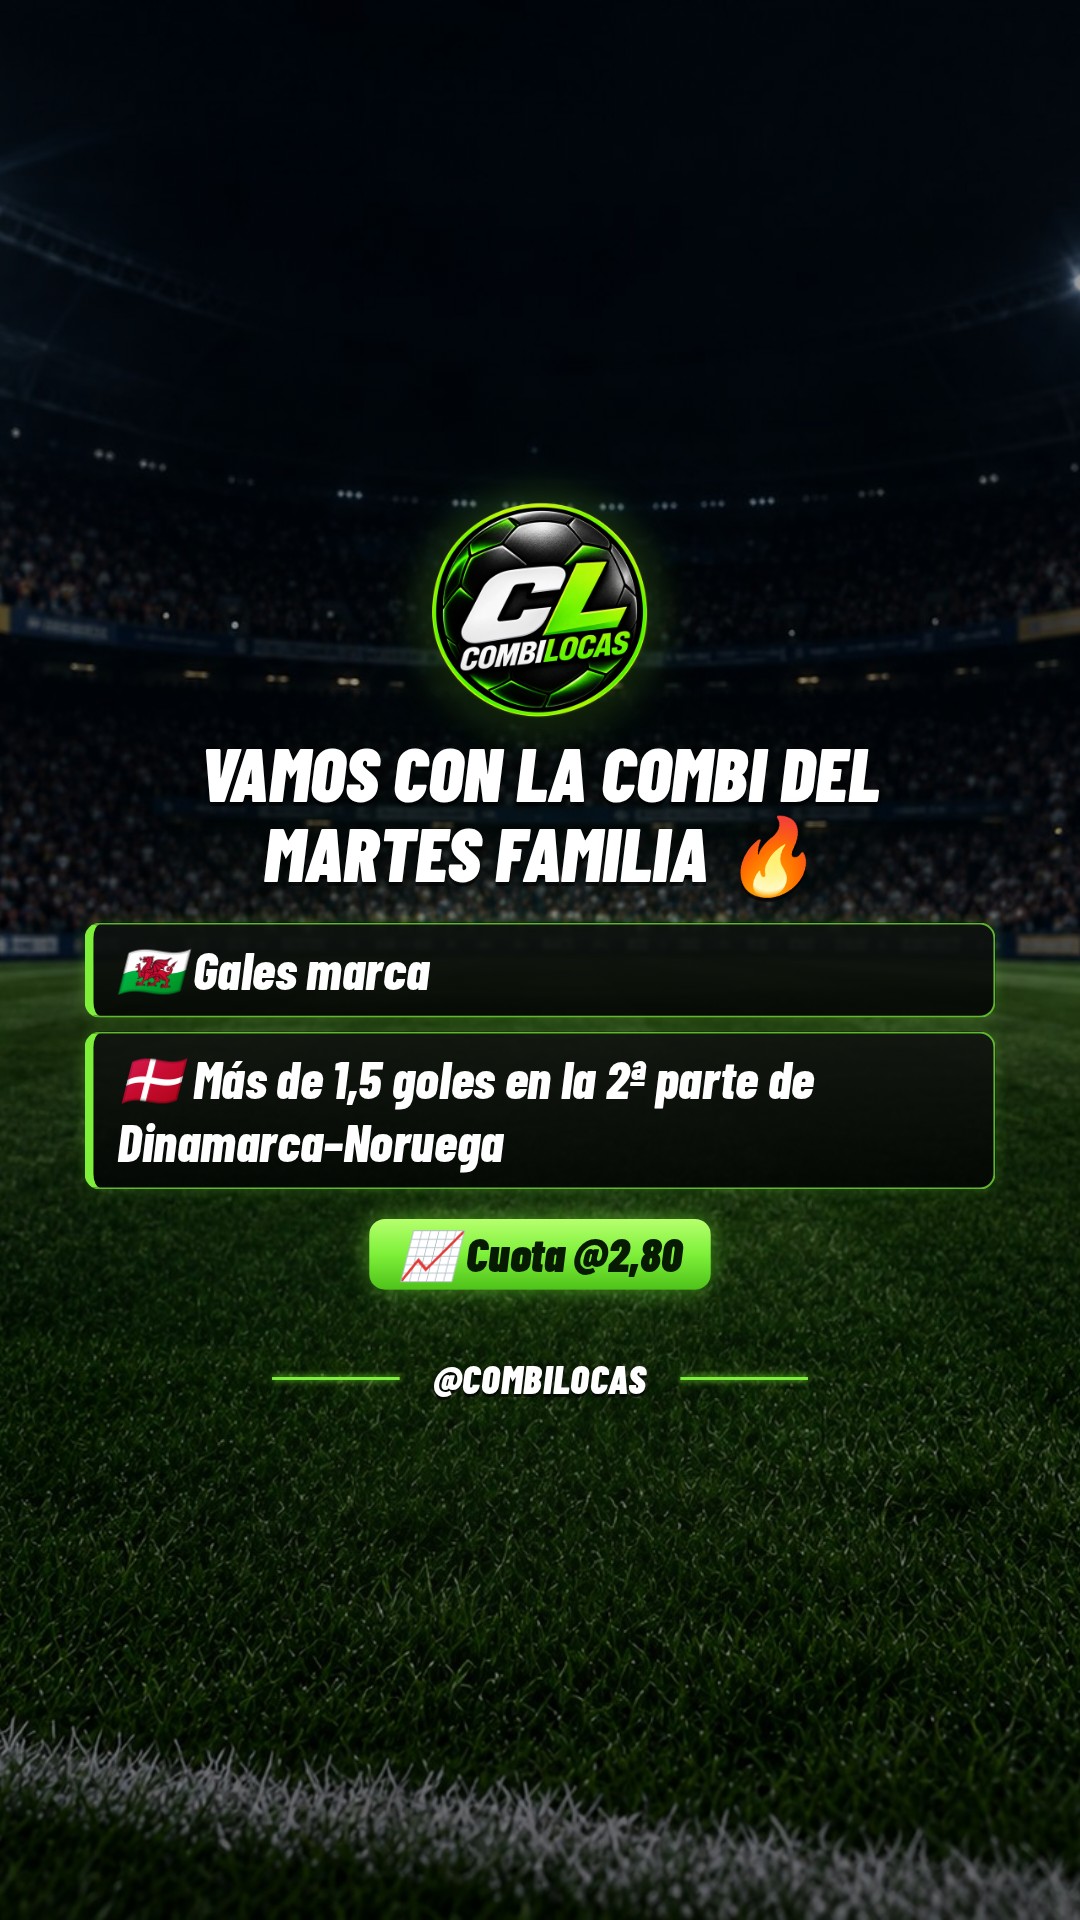 CL
COMBILOCAS
VAMOS CON LA COMBI DEL
MARTES FAMILIA 🔥
🏴󠁧󠁢󠁷󠁬󠁳󠁿 Gales marca
🇩🇰 Más de 1,5 goles en la 2ª parte de
Dinamarca-Noruega
📈 Cuota @2,80
@COMBILOCAS